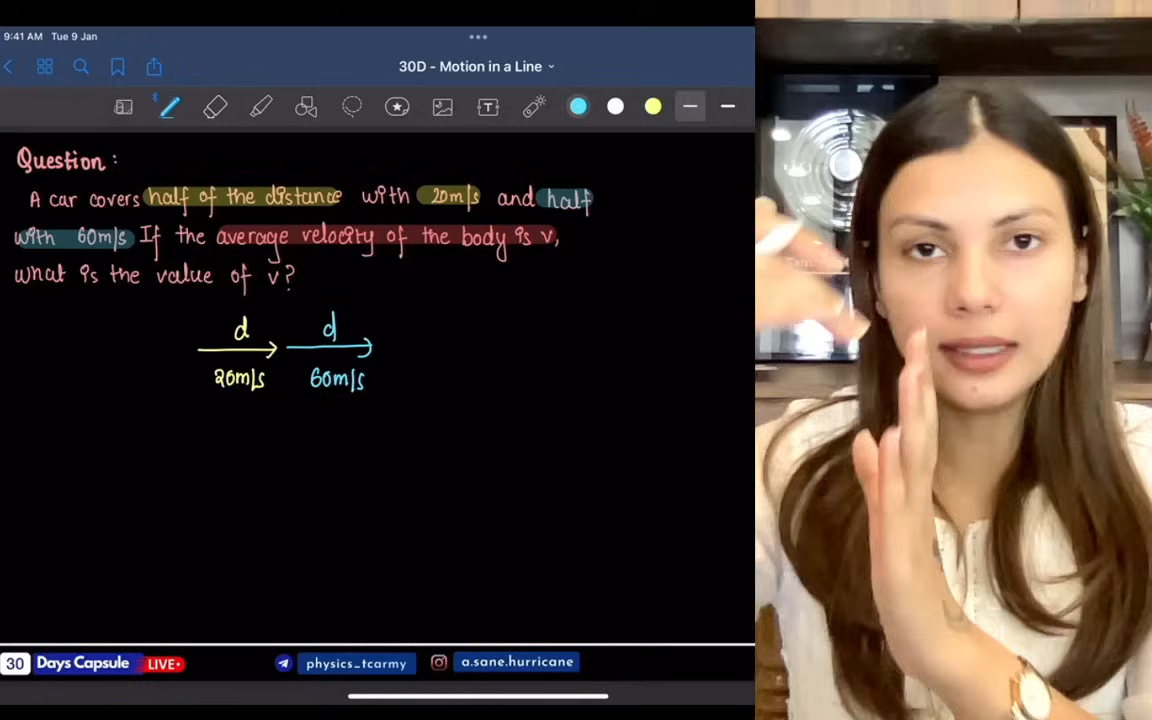 9:41 AM Tue 9 Jan
30D - Motion in a Line
T
Question:
A car covers half of the distance with 20m/s and half
with 60m/s If the average velocity of the body is v,
what is the value of v?
d d
20m/s 60m/s
30 Days Capsule LIVE
physics_tcarmy a.sane.hurricane